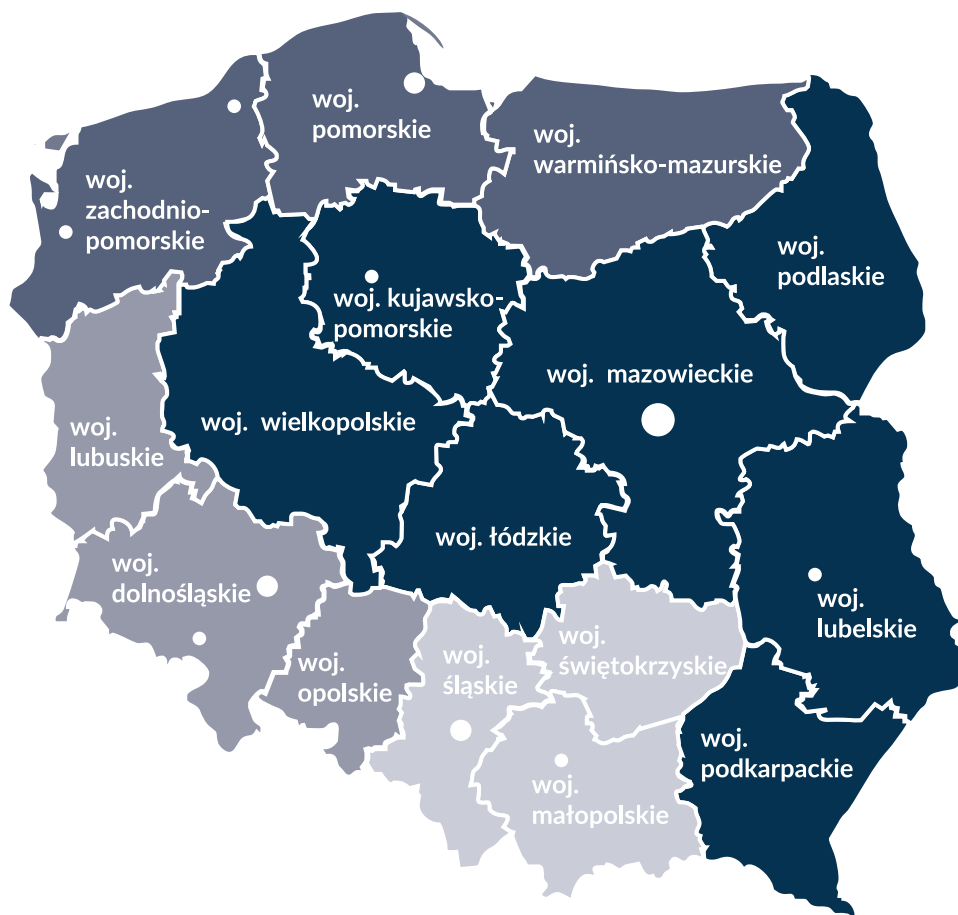 woj.
pomorskie
woj.
warmińsko-mazurskie
woj.
zachodnio-
pomorskie
woj.
podlaskie
woj. kujawsko-
pomorskie
woj. mazowieckie
woj. wielkopolskie
woj.
lubuskie
woj. łódzkie
woj.
dolnośląskie
woj.
lubelskie
woj.
świętokrzyskie
woj.
śląskie
woj.
opolskie
woj.
podkarpackie
woj.
małopolskie